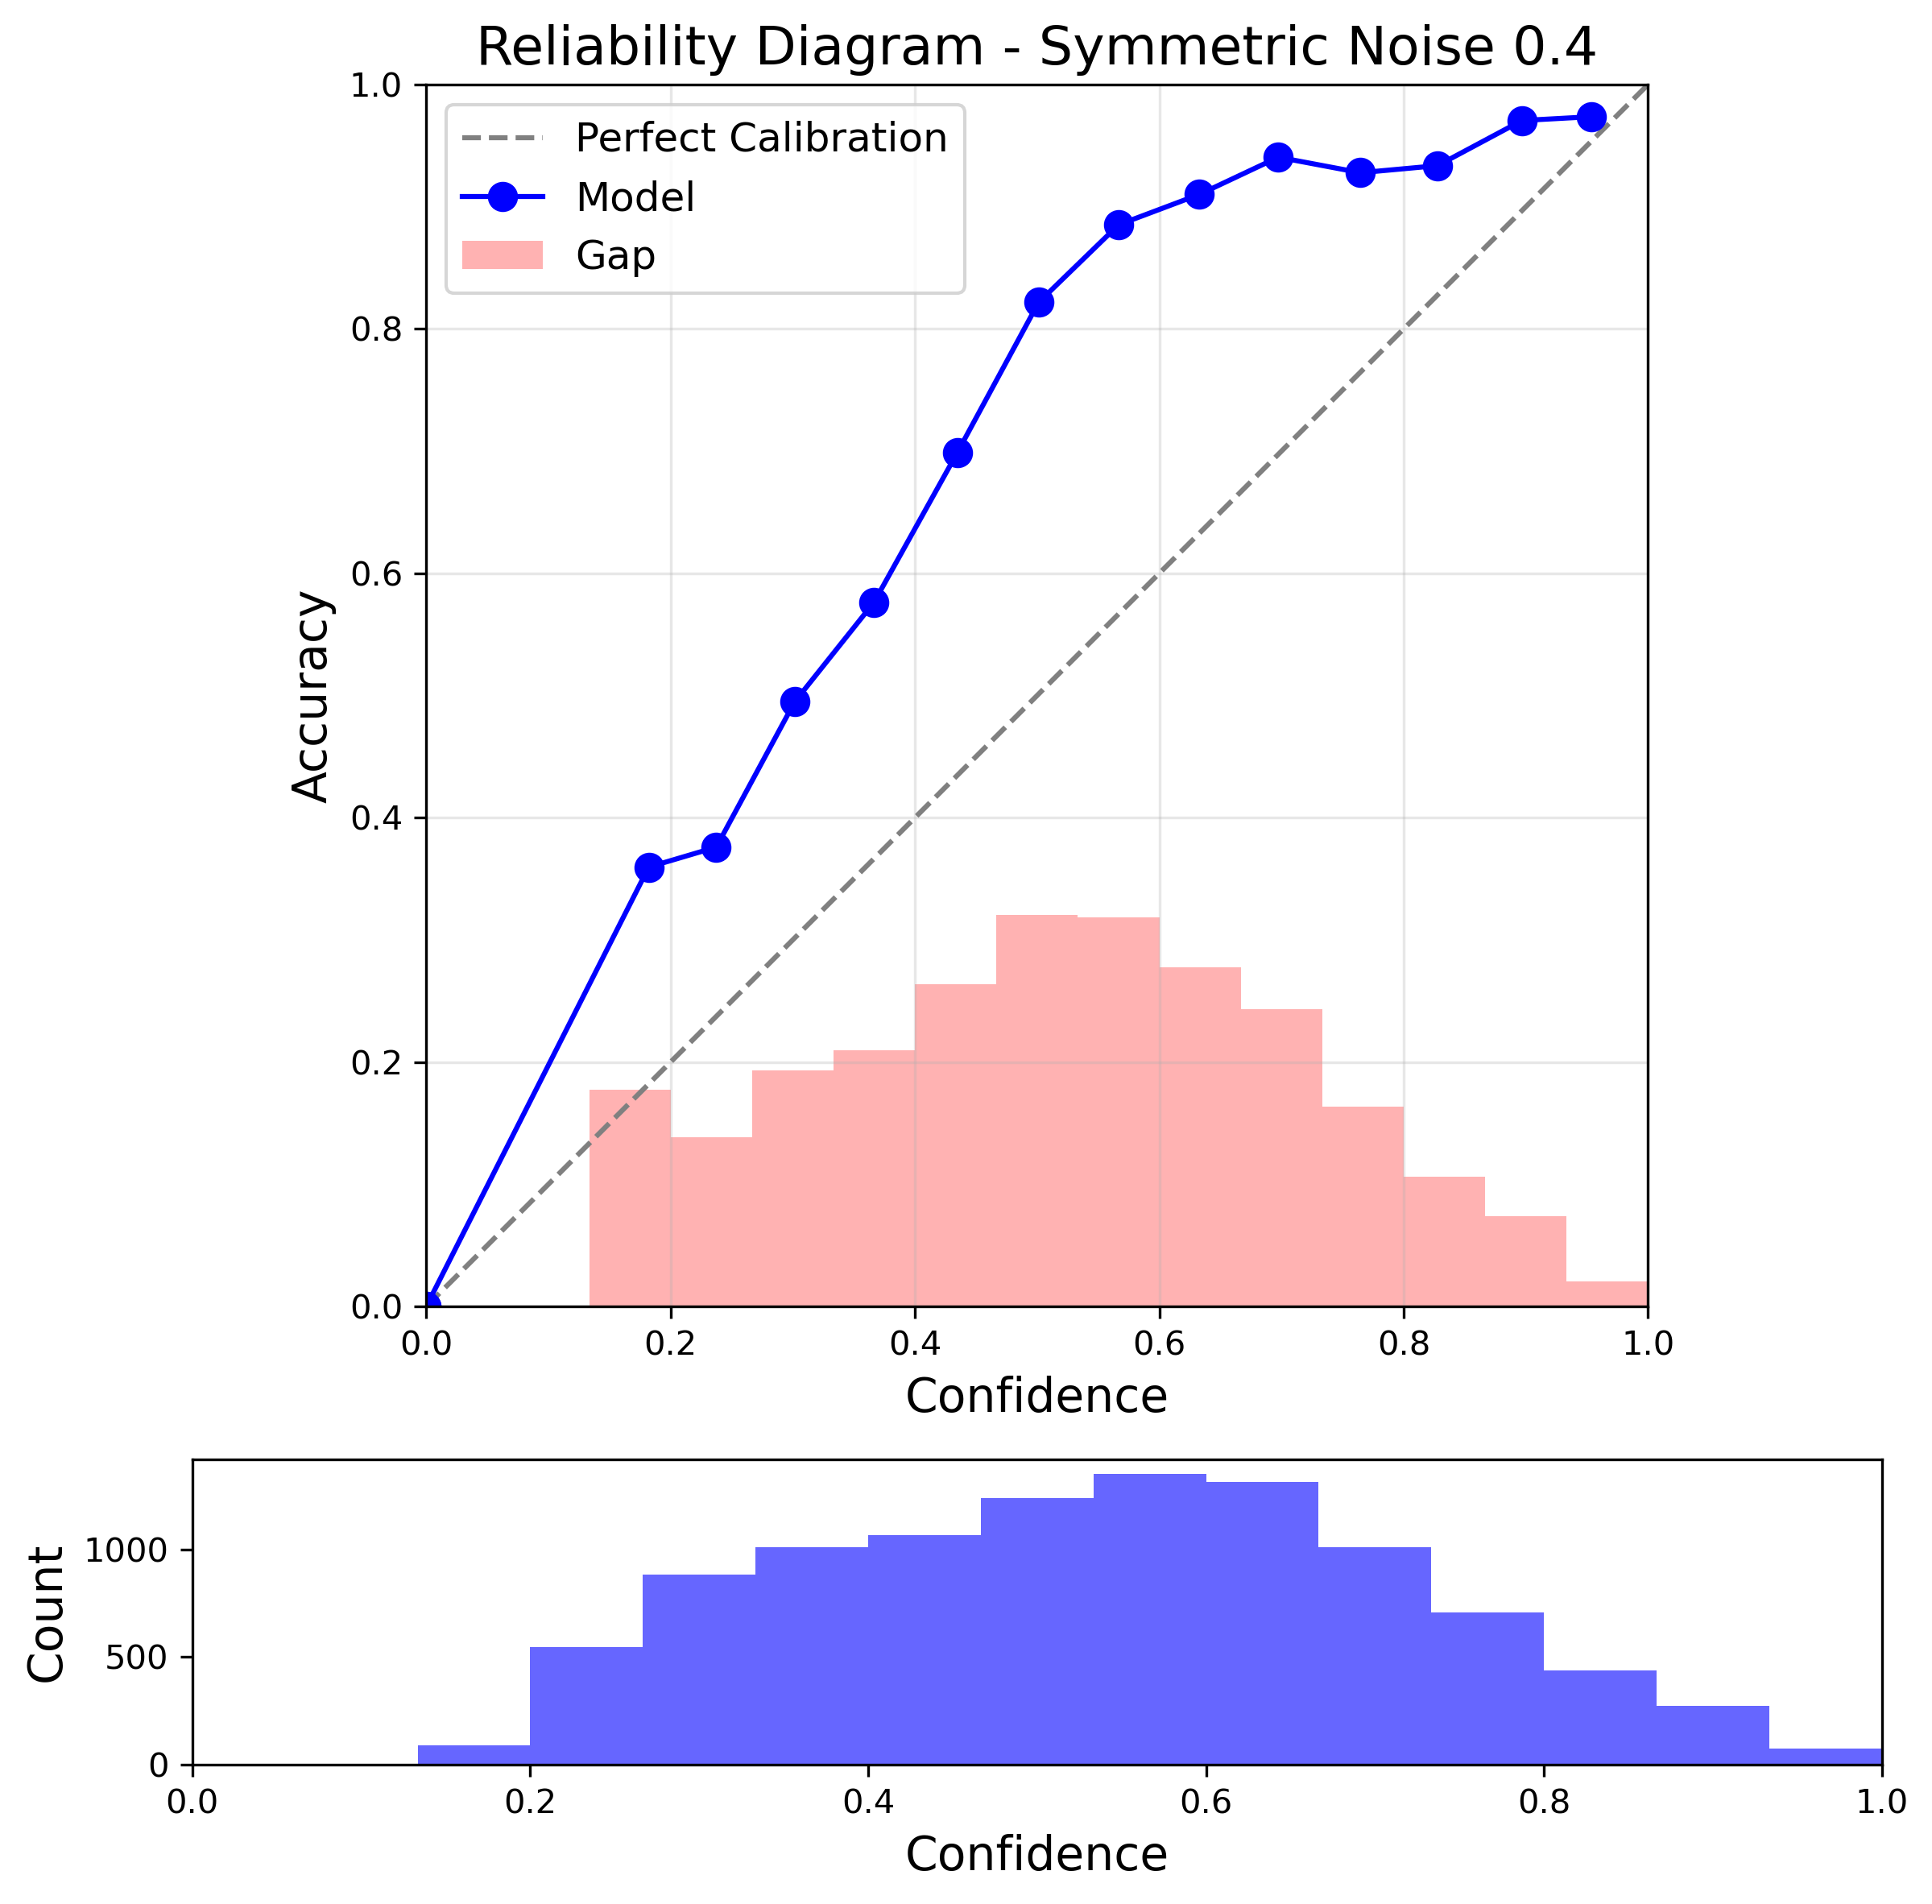 Reliability Diagram - Symmetric Noise 0.4
Perfect Calibration
Model
Gap
1.0
0.8
0.6
0.4
0.2
0.0
Accuracy
0.0 0.2 0.4 0.6 0.8 1.0
Confidence
1000
500
0
Count
0.0 0.2 0.4 0.6 0.8 1.0
Confidence